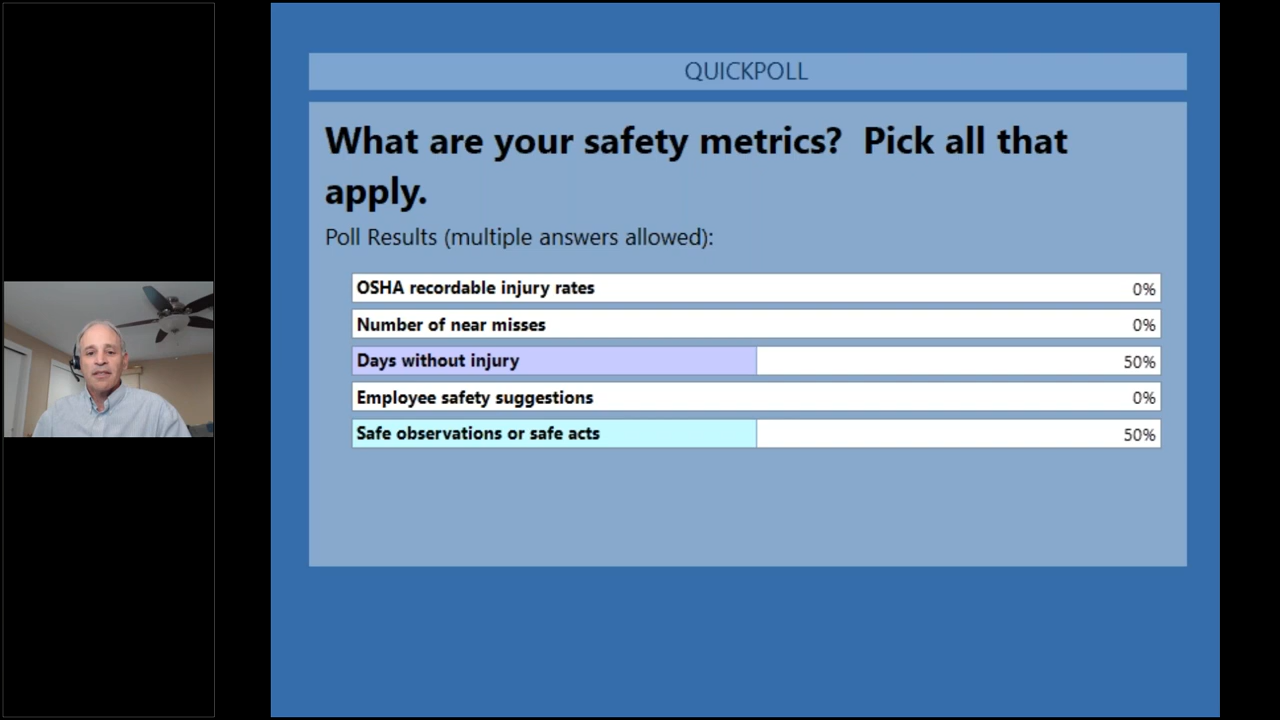 QUICKPOLL
What are your safety metrics?  Pick all that
apply.
Poll Results (multiple answers allowed):
OSHA recordable injury rates 0%
Number of near misses 0%
Days without injury 50%
Employee safety suggestions 0%
Safe observations or safe acts 50%